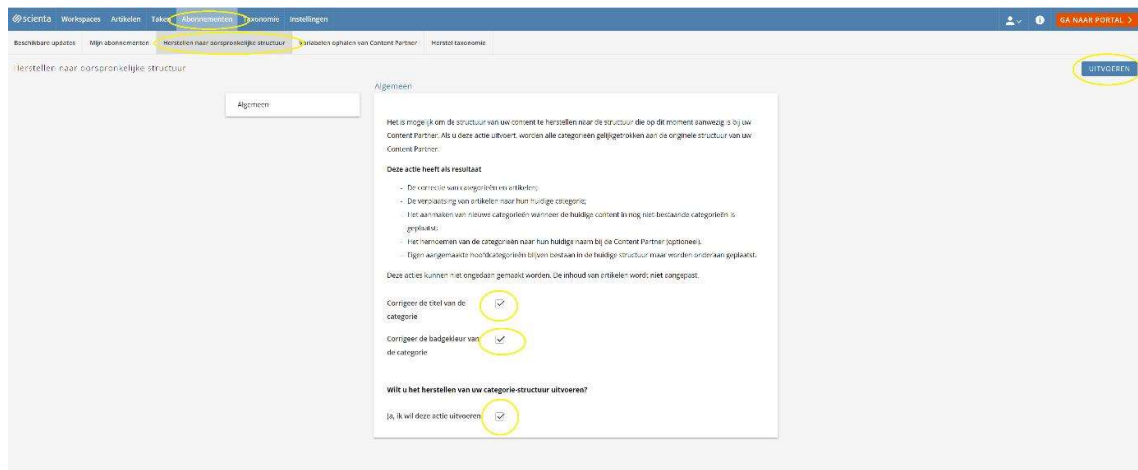 scienta Workspaces Artikelen Taken Abonnementen Taxonomie Instellingen GA NAAR PORTAL
Beschikbare updates Mijn abonnementen Herstellen naar oorspronkelijke structuur Variabelen ophalen van Content Partner Herstel taxonomie
Herstellen naar oorspronkelijke structuur
UITVOEREN
Algemeen
Algemeen
Het is mogelijk om de structuur van uw content te herstellen naar de structuur die op dit moment aanwezig is bij uw
Content Partner. Als u deze actie uitvoert, worden alle categorieën gelijkgetrokken aan de originele structuur van uw
Content Partner.
Deze actie heeft als resultaat
- De correctie van categorieën en artikelen;
- De verplaatsing van artikelen naar hun huidige categorie;
- Het aanmaken van nieuwe categorieën wanneer de huidige content in nog niet bestaande categorieën is
geplaatst;
- Het hernoemen van de categorieën naar hun huidige naam bij de Content Partner (optioneel).
- Eigen aangemaakte hoofdcategorieën blijven bestaan in de huidige structuur maar worden onderaan geplaatst.
Deze acties kunnen niet ongedaan gemaakt worden. De inhoud van artikelen wordt niet aangepast.
Corrigeer de titel van de
categorie
Corrigeer de badgekleur van
de categorie
Wilt u het herstellen van uw categorie-structuur uitvoeren?
Ja, ik wil deze actie uitvoeren